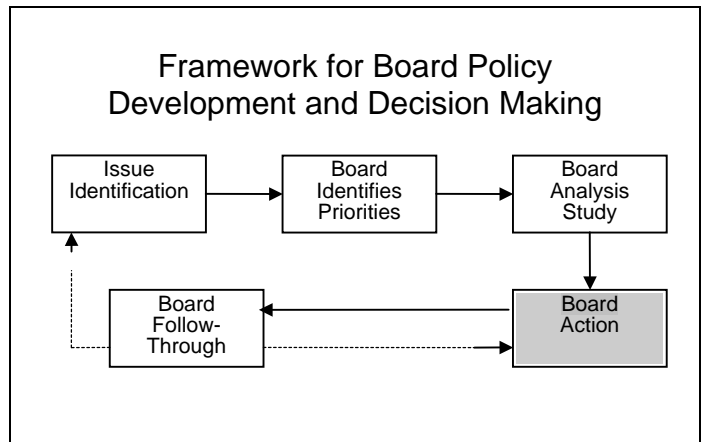 Framework for Board Policy
Development and Decision Making
Issue
Identification
Board
Identifies
Priorities
Board
Analysis
Study
Board
Follow-
Through
Board
Action